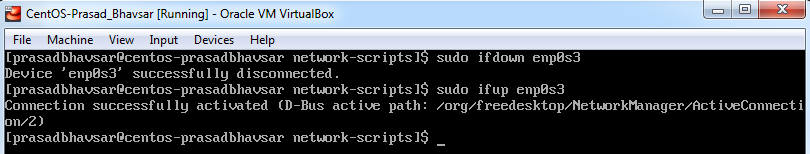 CentOS-Prasad_Bhavsar [Running] - Oracle VM VirtualBox
File Machine View Input Devices Help
[prasadbhavsar@centos-prasadbhavsar network-scripts]$ sudo ifdown enp0s3
Device 'enp0s3' successfully disconnected.
[prasadbhavsar@centos-prasadbhavsar network-scripts]$ sudo ifup enp0s3
Connection successfully activated (D-Bus active path: /org/freedesktop/NetworkManager/ActiveConnecti
on/2)
[prasadbhavsar@centos-prasadbhavsar network-scripts]$ _